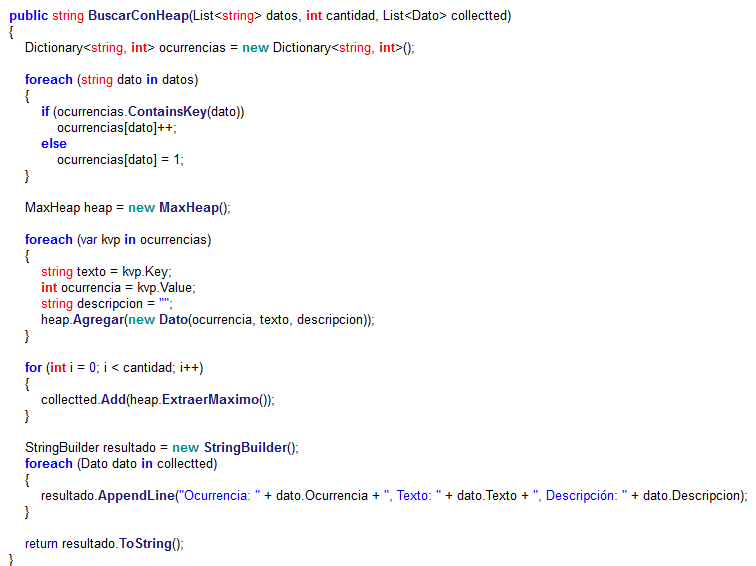 public string BuscarConHeap(List<string> datos, int cantidad, List<Dato> collectted)
{
Dictionary<string, int> ocurrencias = new Dictionary<string, int>();
foreach (string dato in datos)
{
if (ocurrencias.ContainsKey(dato))
ocurrencias[dato]++;
else
ocurrencias[dato] = 1;
}
MaxHeap heap = new MaxHeap();
foreach (var kvp in ocurrencias)
{
string texto = kvp.Key;
int ocurrencia = kvp.Value;
string descripcion = "";
heap.Agregar(new Dato(ocurrencia, texto, descripcion));
}
for (int i = 0; i < cantidad; i++)
{
collectted.Add(heap.ExtraerMaximo());
}
StringBuilder resultado = new StringBuilder();
foreach (Dato dato in collectted)
{
resultado.AppendLine("Ocurrencia: " + dato.Ocurrencia + ", Texto: " + dato.Texto + ", Descripción: " + dato.Descripcion);
}
return resultado.ToString();
}